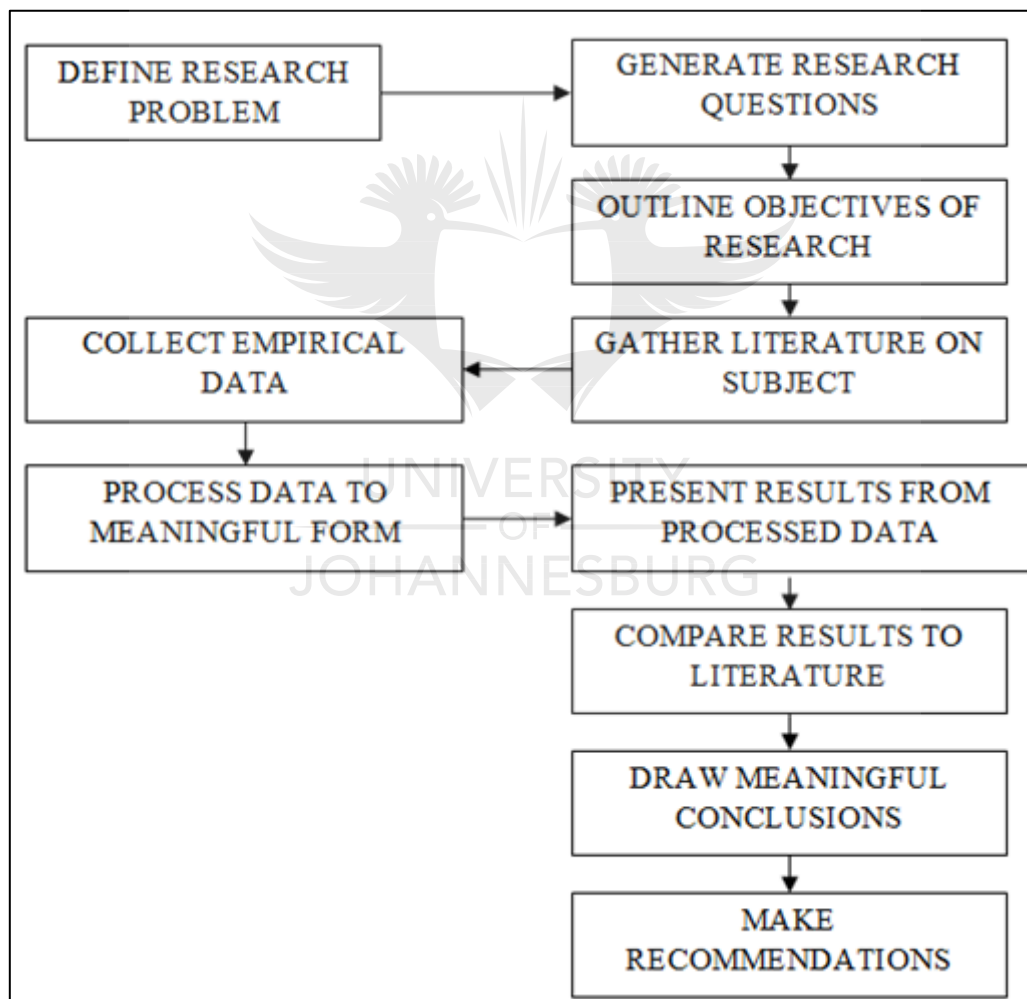 DEFINE RESEARCH
PROBLEM
GENERATE RESEARCH
QUESTIONS
OUTLINE OBJECTIVES OF
RESEARCH
GATHER LITERATURE ON
SUBJECT
COLLECT EMPIRICAL
DATA
PROCESS DATA TO
MEANINGFUL FORM
PRESENT RESULTS FROM
PROCESSED DATA
COMPARE RESULTS TO
LITERATURE
DRAW MEANINGFUL
CONCLUSIONS
MAKE
RECOMMENDATIONS
UNIVERSITY
OF
JOHANNESBURG